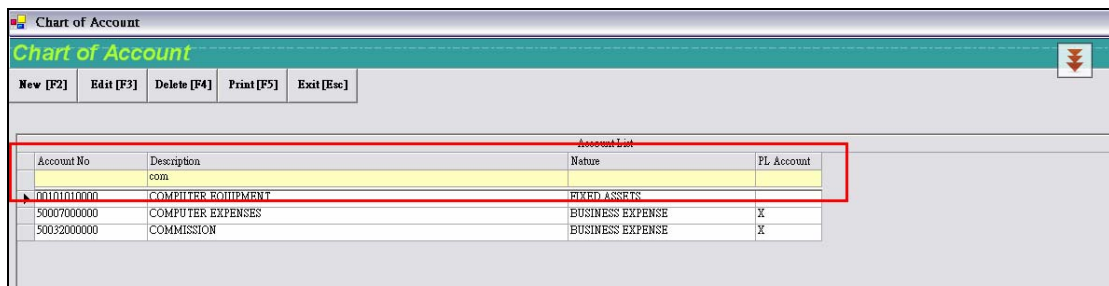 Chart of Account
Chart of Account
New [F2] Edit [F3] Delete [F4] Print [F5] Exit [Esc]
Account List
Account No Description Nature PL Account
com
00101010000 COMPUTER EQUIPMENT FIXED ASSETS
50007000000 COMPUTER EXPENSES BUSINESS EXPENSE X
50032000000 COMMISSION BUSINESS EXPENSE X